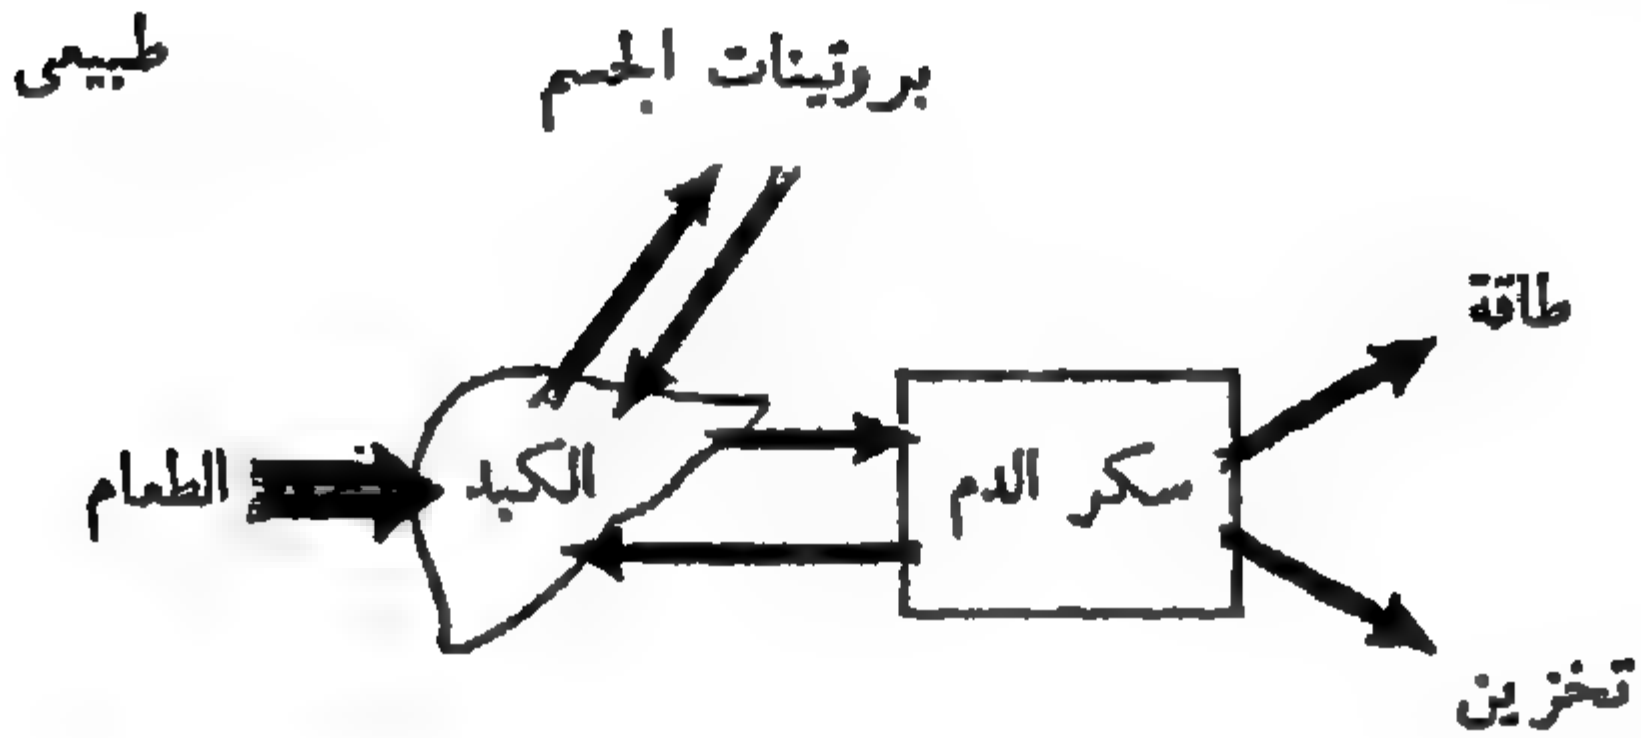 طبيعى
بروتينات الجسم
طاقة
الطعام
الكبد
سكر الدم
تخزين